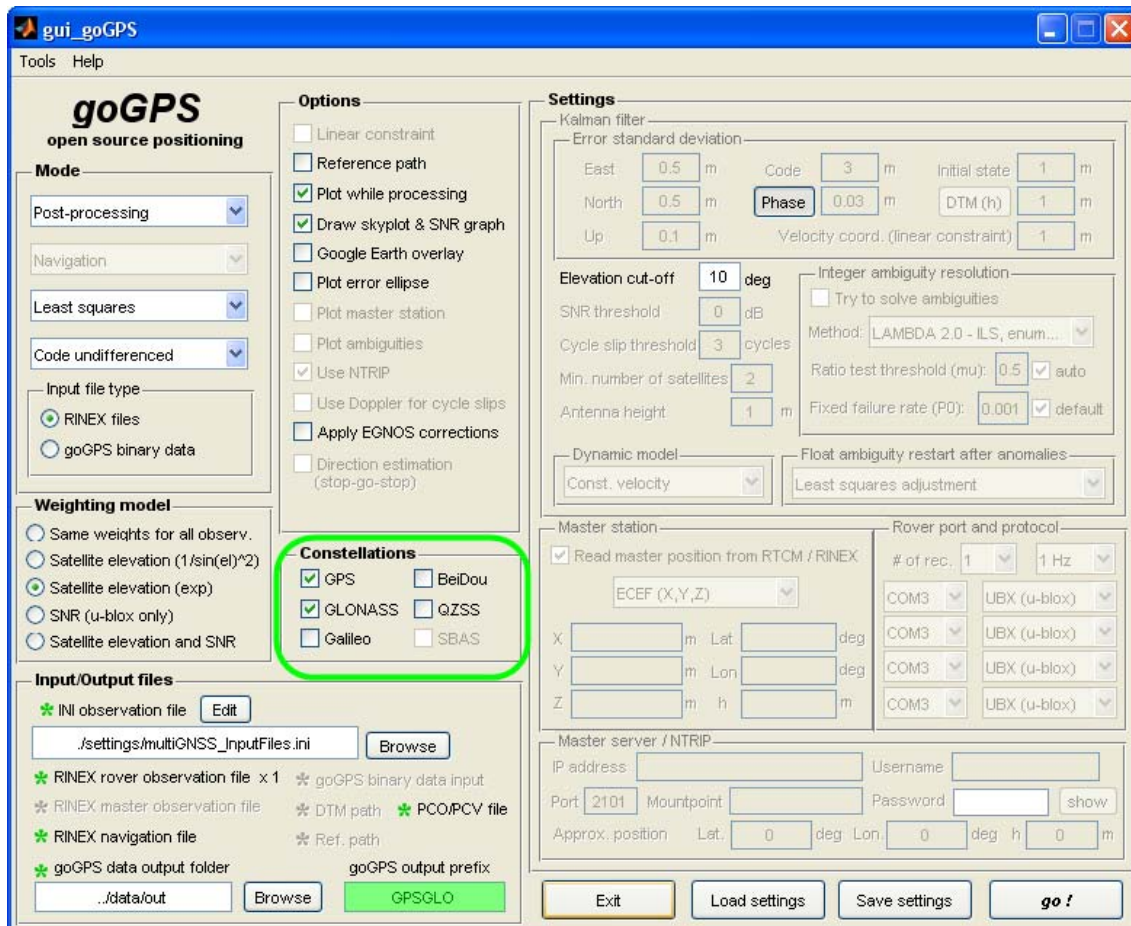 gui_goGPS
Tools Help
goGPS
open source positioning
Mode
Post-processing
Navigation
Least squares
Code undifferenced
Input file type
RINEX files
goGPS binary data
Weighting model
Same weights for all observ.
Satellite elevation (1/sin(el)^2)
Satellite elevation (exp)
SNR (u-blox only)
Satellite elevation and SNR
Options
Linear constraint
Reference path
Plot while processing
Draw skyplot & SNR graph
Google Earth overlay
Plot error ellipse
Plot master station
Plot ambiguities
Use NTRIP
Use Doppler for cycle slips
Apply EGNOS corrections
Direction estimation
(stop-go-stop)
Constellations
GPS BeiDou
GLONASS QZSS
Galileo SBAS
Input/Output files
INI observation file Edit
./settings/multiGNSS_InputFiles.ini Browse
RINEX rover observation file x 1 goGPS binary data input
RINEX master observation file DTM path PCO/PCV file
RINEX navigation file Ref. path
goGPS data output folder goGPS output prefix
../data/out Browse GPSGLO
Settings
Kalman filter
Error standard deviation
East 0.5 m Code 3 m Initial state 1 m
North 0.5 m Phase 0.03 m DTM (h) 1 m
Up 0.1 m Velocity coord. (linear constraint) 1 m
Elevation cut-off 10 deg
SNR threshold 0 dB
Cycle slip threshold 3 cycles
Min. number of satellites 2
Antenna height 1 m
Integer ambiguity resolution
Try to solve ambiguities
Method: LAMBDA 2.0 - ILS, enum...
Ratio test threshold (mu): 0.5 auto
Fixed failure rate (P0): 0.001 default
Dynamic model
Const. velocity
Float ambiguity restart after anomalies
Least squares adjustment
Master station
Read master position from RTCM / RINEX
ECEF (X,Y,Z)
X m Lat deg
Y m Lon deg
Z m h m
Rover port and protocol
# of rec. 1 1 Hz
COM3 UBX (u-blox)
COM3 UBX (u-blox)
COM3 UBX (u-blox)
COM3 UBX (u-blox)
Master server / NTRIP
IP address Username
Port 2101 Mountpoint Password show
Approx. position Lat. 0 deg Lon. 0 deg h 0 m
Exit Load settings Save settings go !